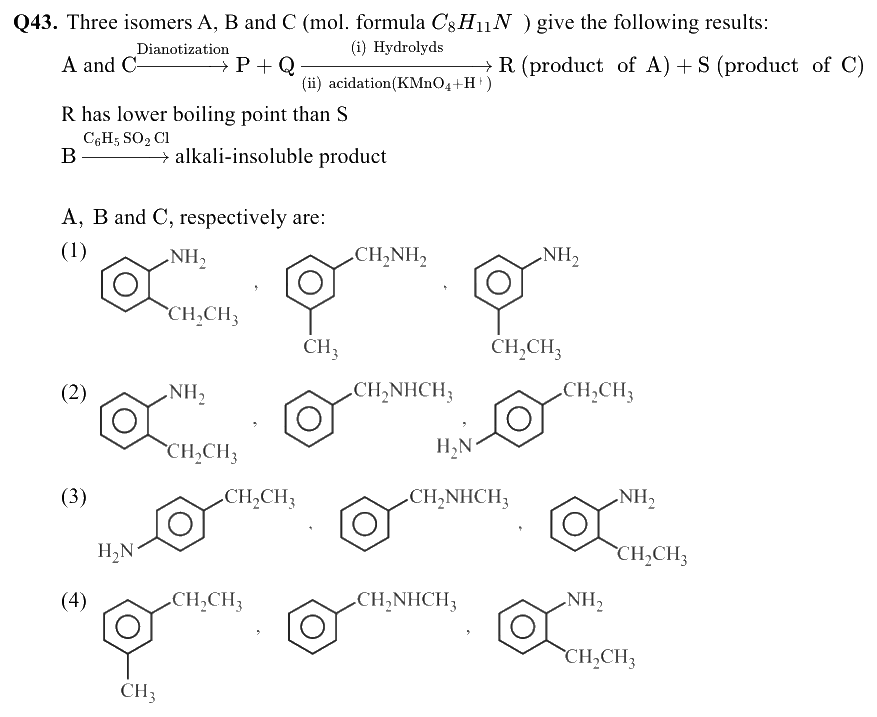 Q43. Three isomers A, B and C (mol. formula C₈H₁₁N ) give the following results:
Dianotization (i) Hydrolyds
A and C → P + Q → R (product of A) + S (product of C)
(ii) acidation(KMnO₄+H⁺)
R has lower boiling point than S
C₆H₅ SO₂ Cl
B → alkali-insoluble product
A, B and C, respectively are:
(1) NH₂ , CH₂NH₂ , NH₂
CH₂CH₃
CH₃ CH₂CH₃
(2) NH₂ , CH₂NHCH₃ , CH₂CH₃
CH₂CH₃ H₂N
(3) CH₂CH₃ , CH₂NHCH₃ , NH₂
H₂N CH₂CH₃
(4) CH₂CH₃ , CH₂NHCH₃ , NH₂
CH₂CH₃
CH₃